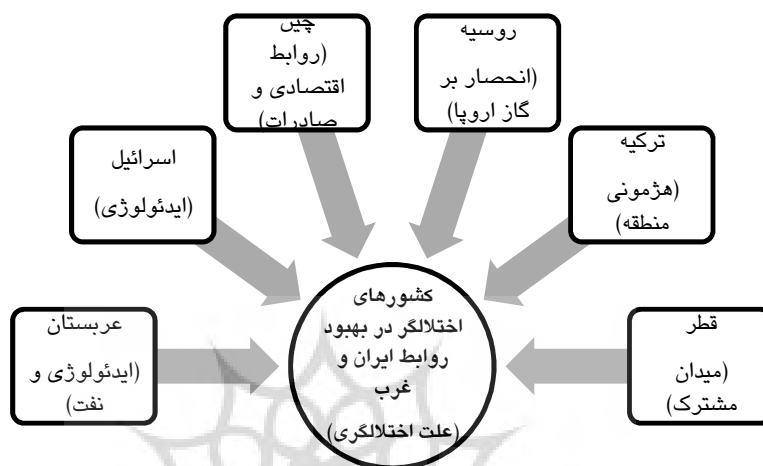 روسیه
(انحصار بر
گاز اروپا)
چین
(روابط
اقتصادی و
صادرات)
ترکیه
(هژمونی
منطقه)
اسرائیل
(ایدئولوژی)
قطر
(میدان
مشترک)
عربستان
(ایدئولوژی و
نفت)
کشورهای
اختلالگر در بهبود
روابط ایران و
غرب
(علت اختلالگری)